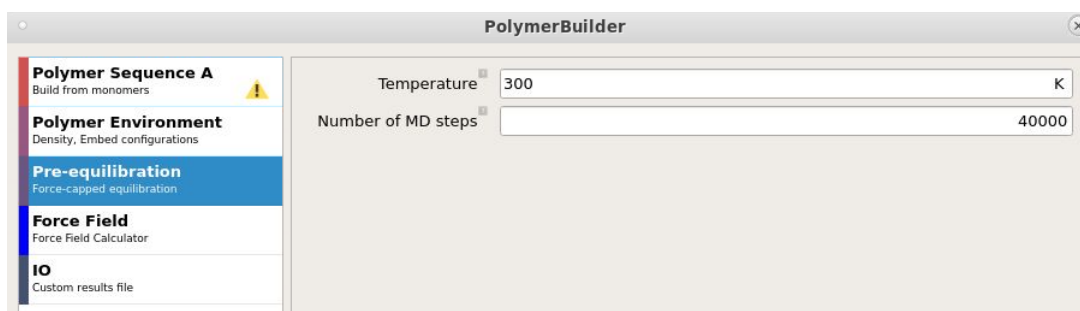 PolymerBuilder
Polymer Sequence A
Build from monomers
Polymer Environment
Density, Embed configurations
Pre-equilibration
Force-capped equilibration
Force Field
Force Field Calculator
IO
Custom results file
Temperature 300 K
Number of MD steps 40000